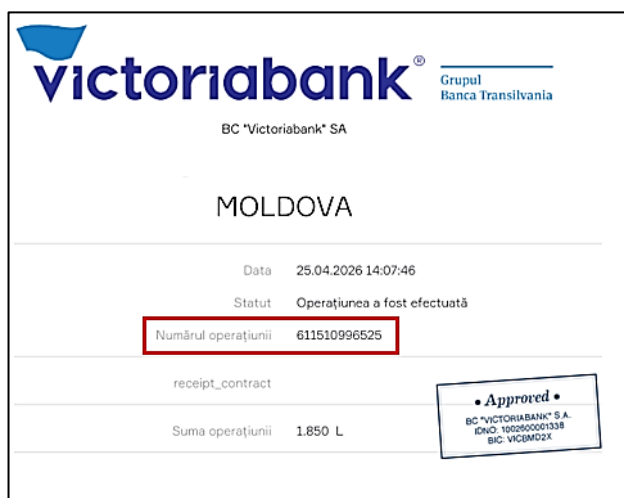 victoriabank®
Grupul
Banca Transilvania
BC "Victoriabank" SA
MOLDOVA
Data 25.04.2026 14:07:46
Statut Operațiunea a fost efectuată
Numărul operațiunii 611510996525
receipt_contract
Suma operațiunii 1.850 L
• Approved •
BC "VICTORIABANK" S.A.
IDNO: 1002600001338
BIC: VICBMD2X